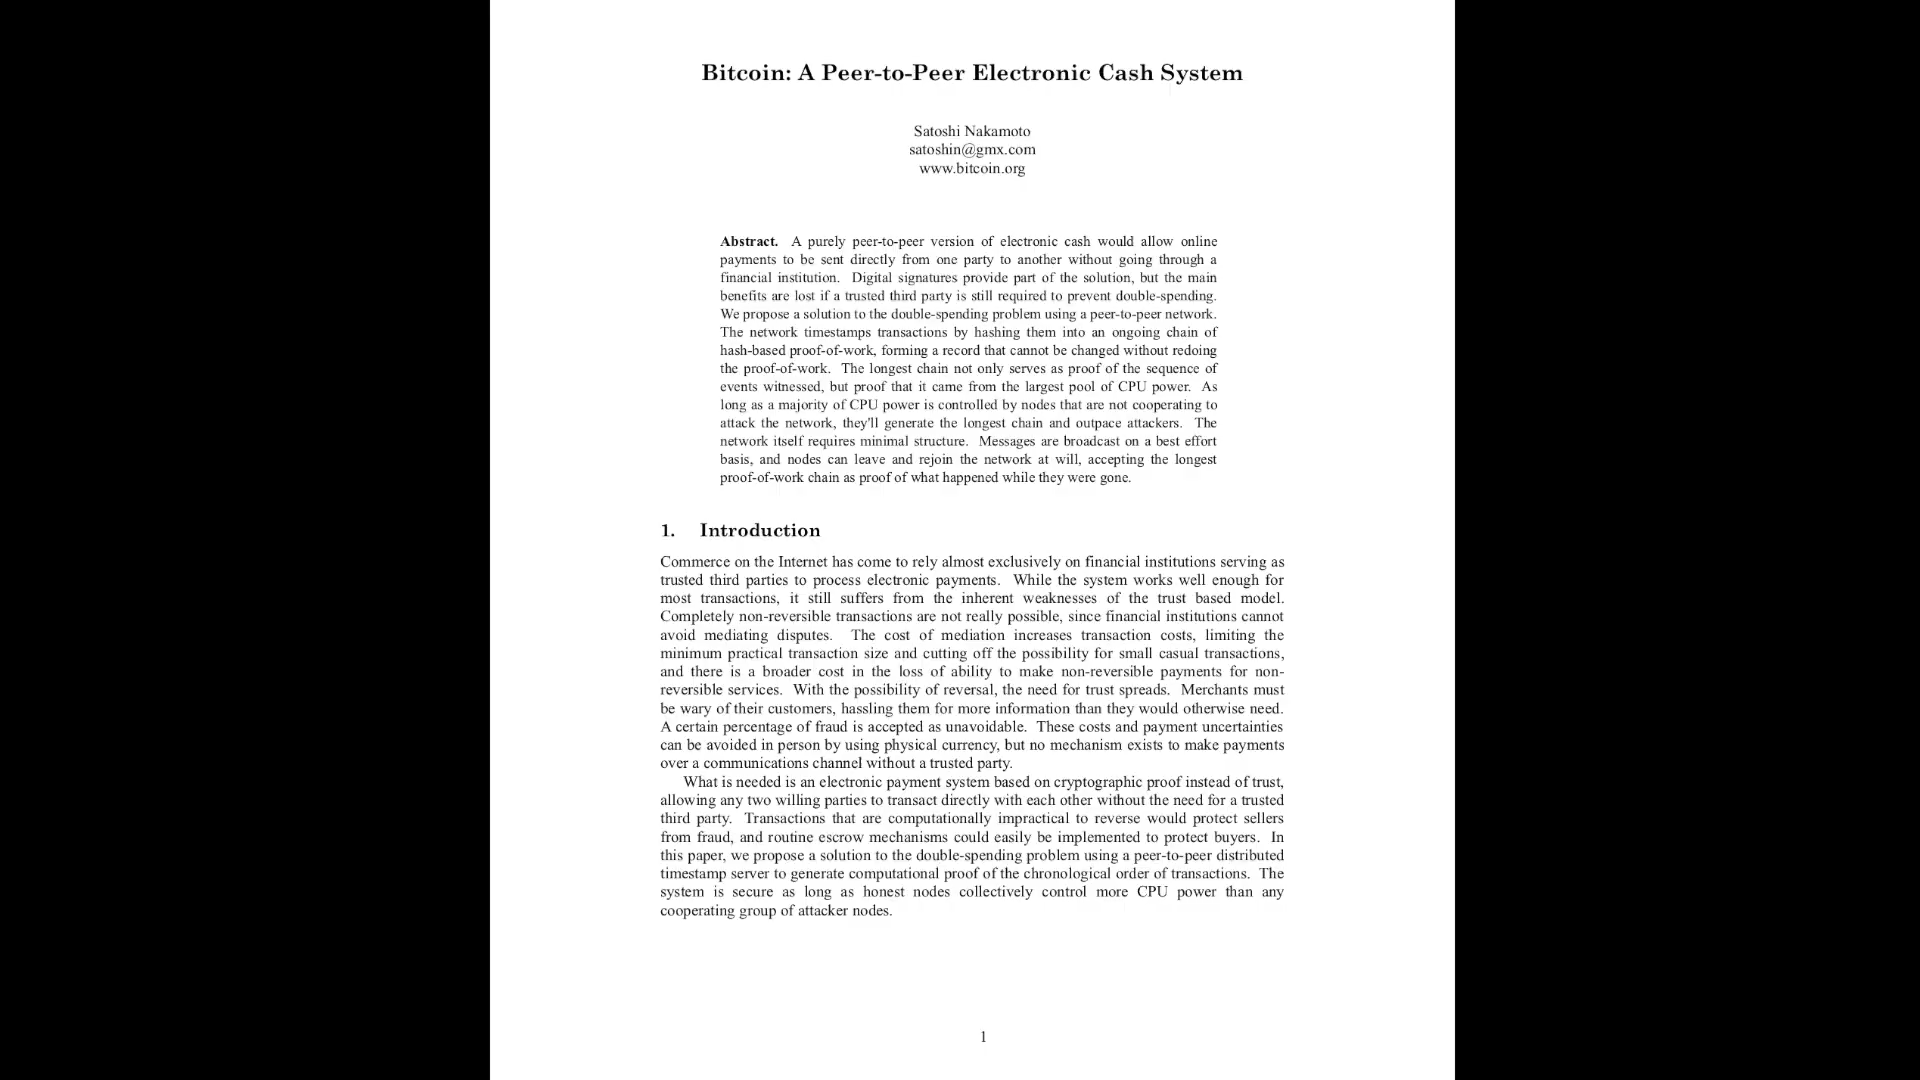 Bitcoin: A Peer-to-Peer Electronic Cash System
Satoshi Nakamoto
satoshin@gmx.com
www.bitcoin.org
Abstract. A purely peer-to-peer version of electronic cash would allow online
payments to be sent directly from one party to another without going through a
financial institution. Digital signatures provide part of the solution, but the main
benefits are lost if a trusted third party is still required to prevent double-spending.
We propose a solution to the double-spending problem using a peer-to-peer network.
The network timestamps transactions by hashing them into an ongoing chain of
hash-based proof-of-work, forming a record that cannot be changed without redoing
the proof-of-work. The longest chain not only serves as proof of the sequence of
events witnessed, but proof that it came from the largest pool of CPU power. As
long as a majority of CPU power is controlled by nodes that are not cooperating to
attack the network, they'll generate the longest chain and outpace attackers. The
network itself requires minimal structure. Messages are broadcast on a best effort
basis, and nodes can leave and rejoin the network at will, accepting the longest
proof-of-work chain as proof of what happened while they were gone.
1. Introduction
Commerce on the Internet has come to rely almost exclusively on financial institutions serving as
trusted third parties to process electronic payments. While the system works well enough for
most transactions, it still suffers from the inherent weaknesses of the trust based model.
Completely non-reversible transactions are not really possible, since financial institutions cannot
avoid mediating disputes. The cost of mediation increases transaction costs, limiting the
minimum practical transaction size and cutting off the possibility for small casual transactions,
and there is a broader cost in the loss of ability to make non-reversible payments for non-
reversible services. With the possibility of reversal, the need for trust spreads. Merchants must
be wary of their customers, hassling them for more information than they would otherwise need.
A certain percentage of fraud is accepted as unavoidable. These costs and payment uncertainties
can be avoided in person by using physical currency, but no mechanism exists to make payments
over a communications channel without a trusted party.
What is needed is an electronic payment system based on cryptographic proof instead of trust,
allowing any two willing parties to transact directly with each other without the need for a trusted
third party. Transactions that are computationally impractical to reverse would protect sellers
from fraud, and routine escrow mechanisms could easily be implemented to protect buyers. In
this paper, we propose a solution to the double-spending problem using a peer-to-peer distributed
timestamp server to generate computational proof of the chronological order of transactions. The
system is secure as long as honest nodes collectively control more CPU power than any
cooperating group of attacker nodes.
1